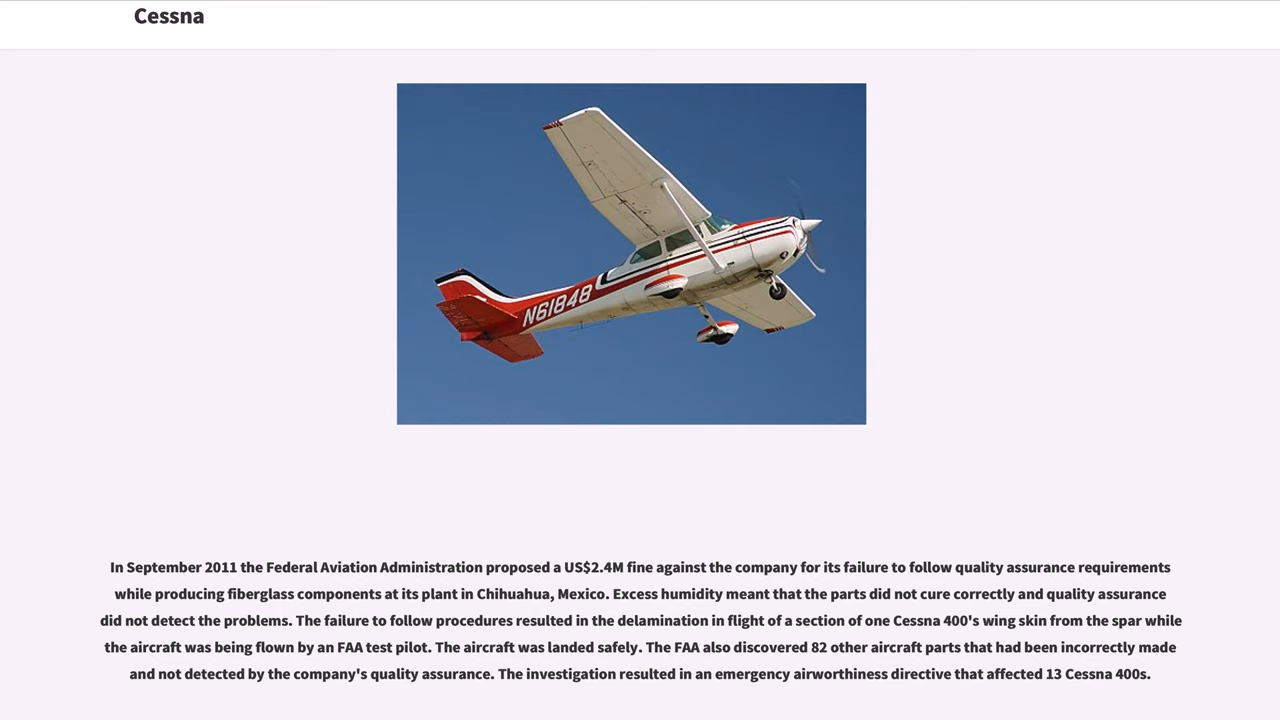 Cessna
N61848
In September 2011 the Federal Aviation Administration proposed a US$2.4M fine against the company for its failure to follow quality assurance requirements
while producing fiberglass components at its plant in Chihuahua, Mexico. Excess humidity meant that the parts did not cure correctly and quality assurance
did not detect the problems. The failure to follow procedures resulted in the delamination in flight of a section of one Cessna 400's wing skin from the spar while
the aircraft was being flown by an FAA test pilot. The aircraft was landed safely. The FAA also discovered 82 other aircraft parts that had been incorrectly made
and not detected by the company's quality assurance. The investigation resulted in an emergency airworthiness directive that affected 13 Cessna 400s.